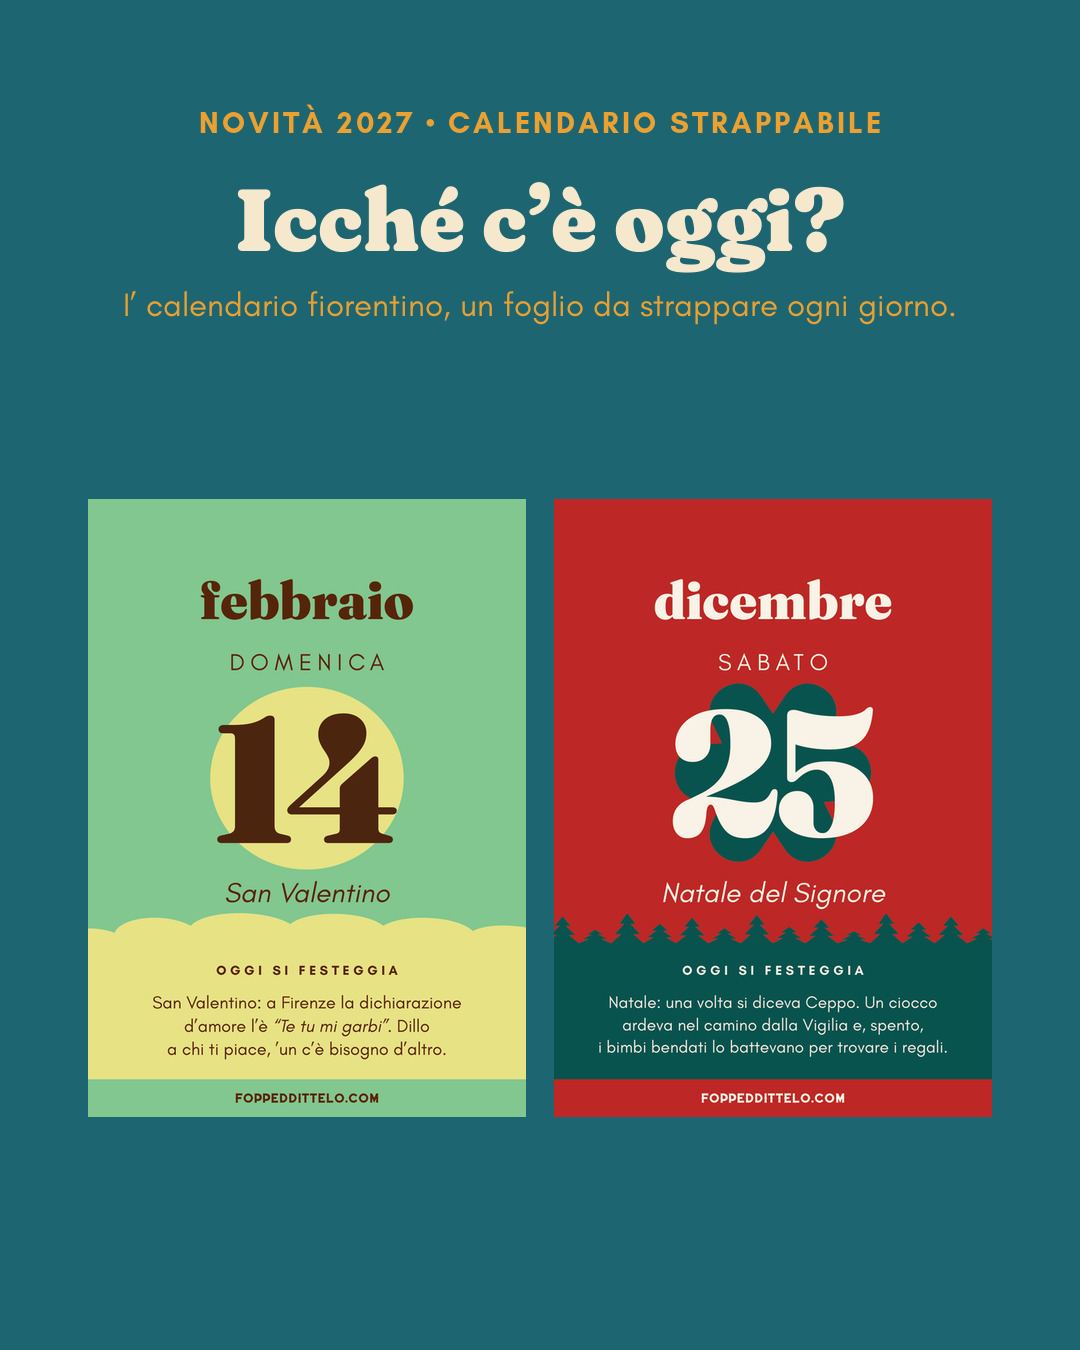 NOVITÀ 2027 • CALENDARIO STRAPPABILE
Icché c’è oggi?
I’ calendario fiorentino, un foglio da strappare ogni giorno.
febbraio
DOMENICA
14
San Valentino
OGGI SI FESTEGGIA
San Valentino: a Firenze la dichiarazione
d’amore l’è “Te tu mi garbi”. Dillo
a chi ti piace, ’un c’è bisogno d’altro.
FOPPEDDITTELO.COM
dicembre
SABATO
25
Natale del Signore
OGGI SI FESTEGGIA
Natale: una volta si diceva Ceppo. Un ciocco
ardeva nel camino dalla Vigilia e, spento,
i bimbi bendati lo battevano per trovare i regali.
FOPPEDDITTELO.COM